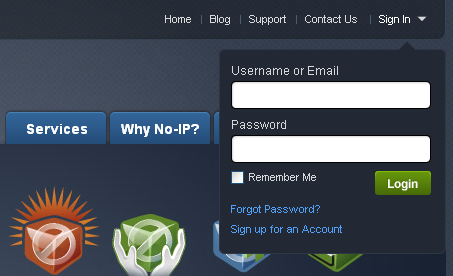 Home | Blog | Support | Contact Us | Sign In
Username or Email
Password
Services
Why No-IP?
Remember Me
Login
Forgot Password?
Sign up for an Account